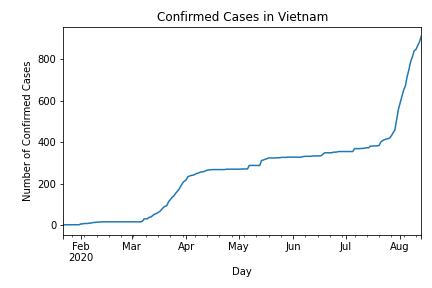 Confirmed Cases in Vietnam
Number of Confirmed Cases
800
600
400
200
0
Feb Mar Apr May Jun Jul Aug
2020
Day